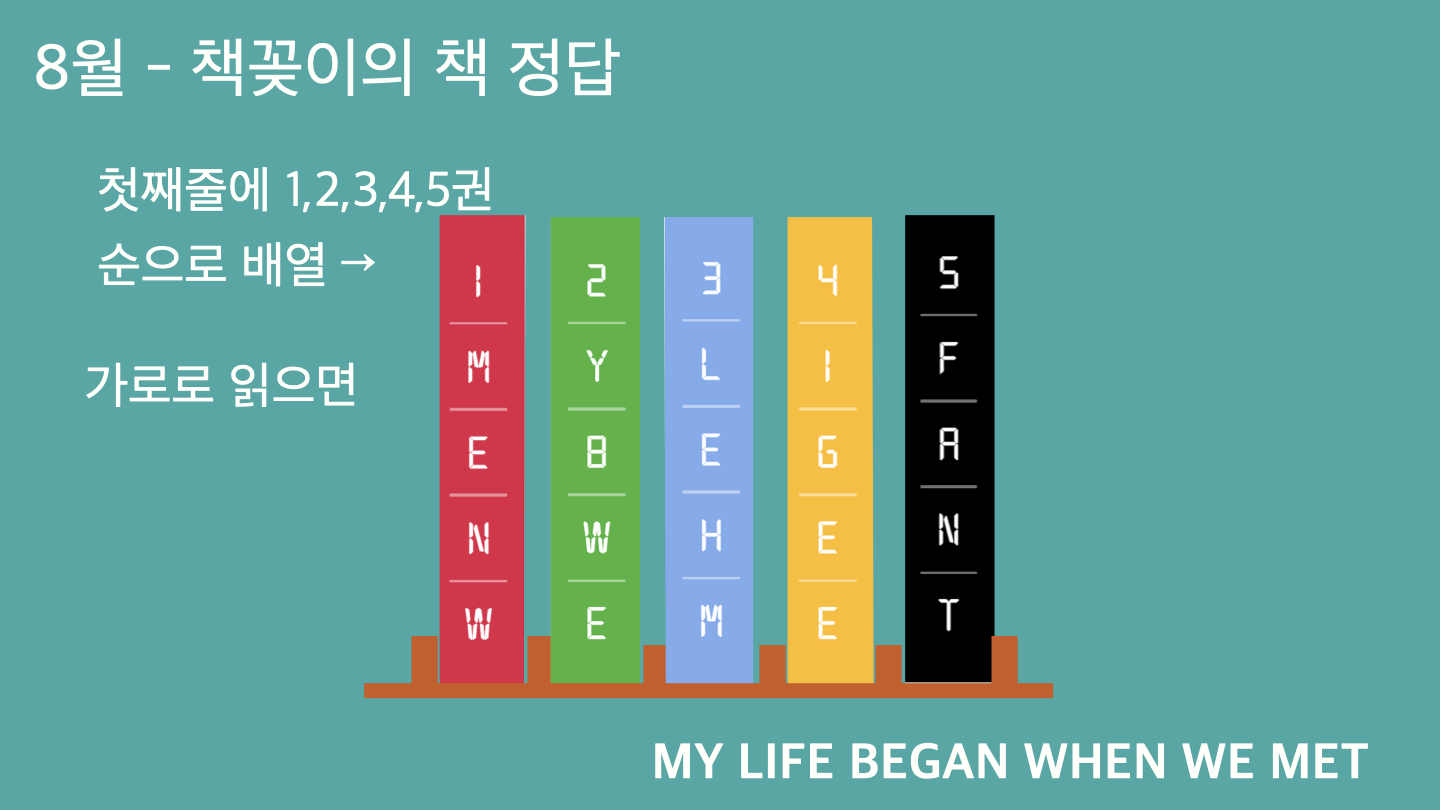 8월 - 책꽂이의 책 정답
첫째줄에 1,2,3,4,5권
순으로 배열 →
가로로 읽으면
1 2 3 4 5
M Y L I F
E B E G A
N W H E N
W E M E T
MY LIFE BEGAN WHEN WE MET